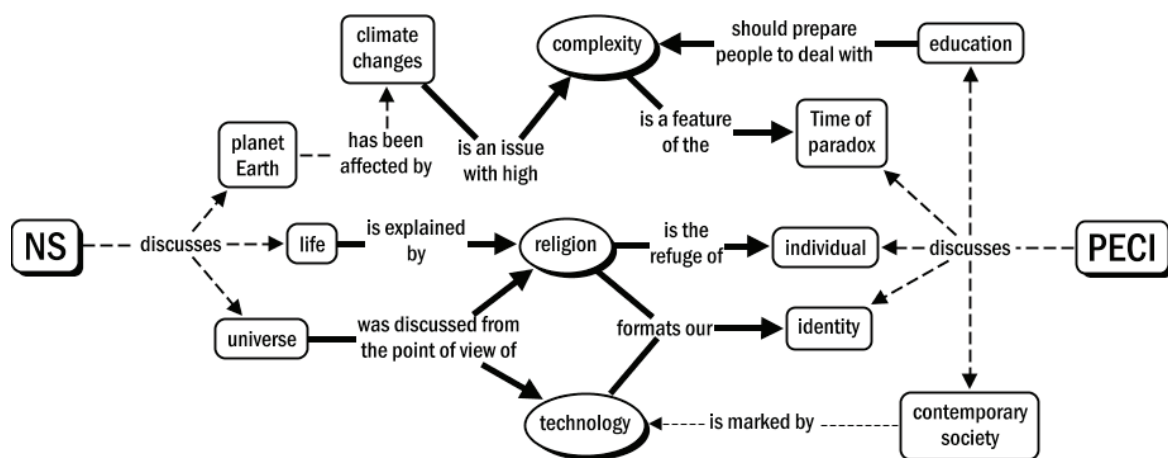 climate
changes
complexity
should prepare
people to deal with
education
planet
Earth
has been
affected by
is an issue
with high
is a feature
of the
Time of
paradox
NS
discusses
life
is explained
by
religion
is the
refuge of
individual
discusses
PECI
universe
was discussed from
the point of view of
formats our
identity
technology
is marked by
contemporary
society